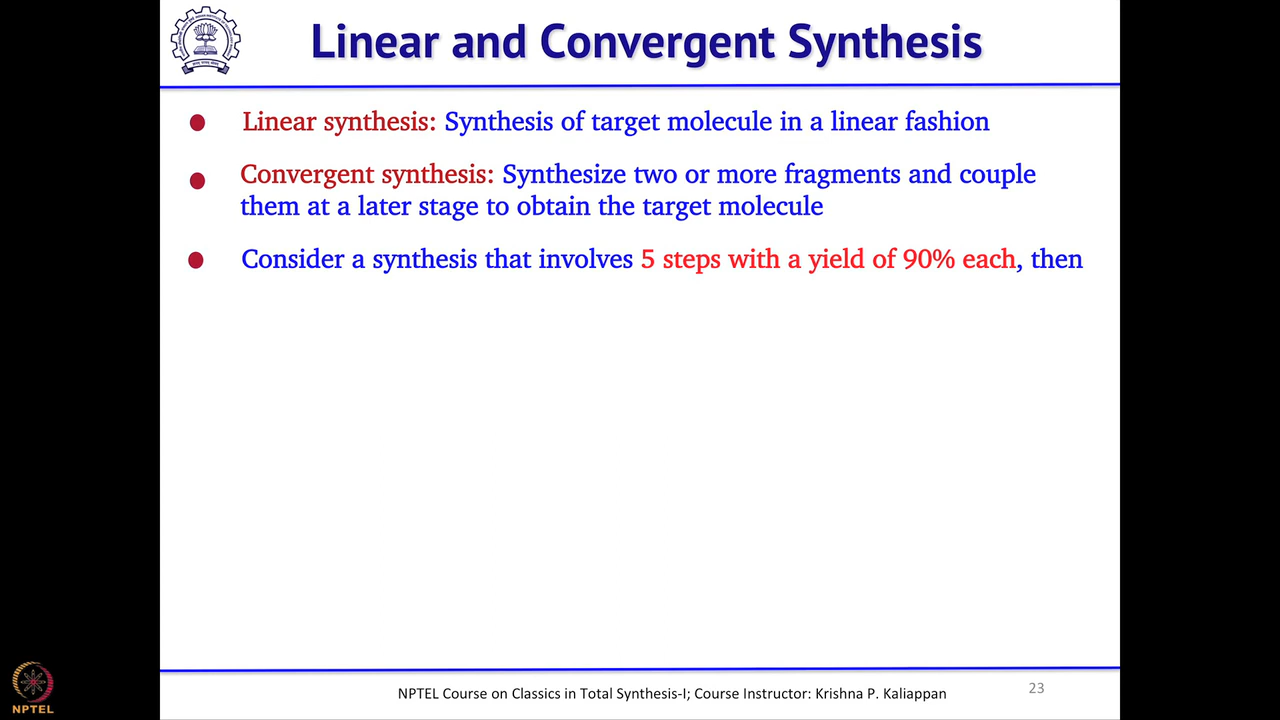 Linear and Convergent Synthesis
Linear synthesis: Synthesis of target molecule in a linear fashion
Convergent synthesis: Synthesize two or more fragments and couple
them at a later stage to obtain the target molecule
Consider a synthesis that involves 5 steps with a yield of 90% each, then
NPTEL Course on Classics in Total Synthesis-I; Course Instructor: Krishna P. Kaliappan
23
NPTEL